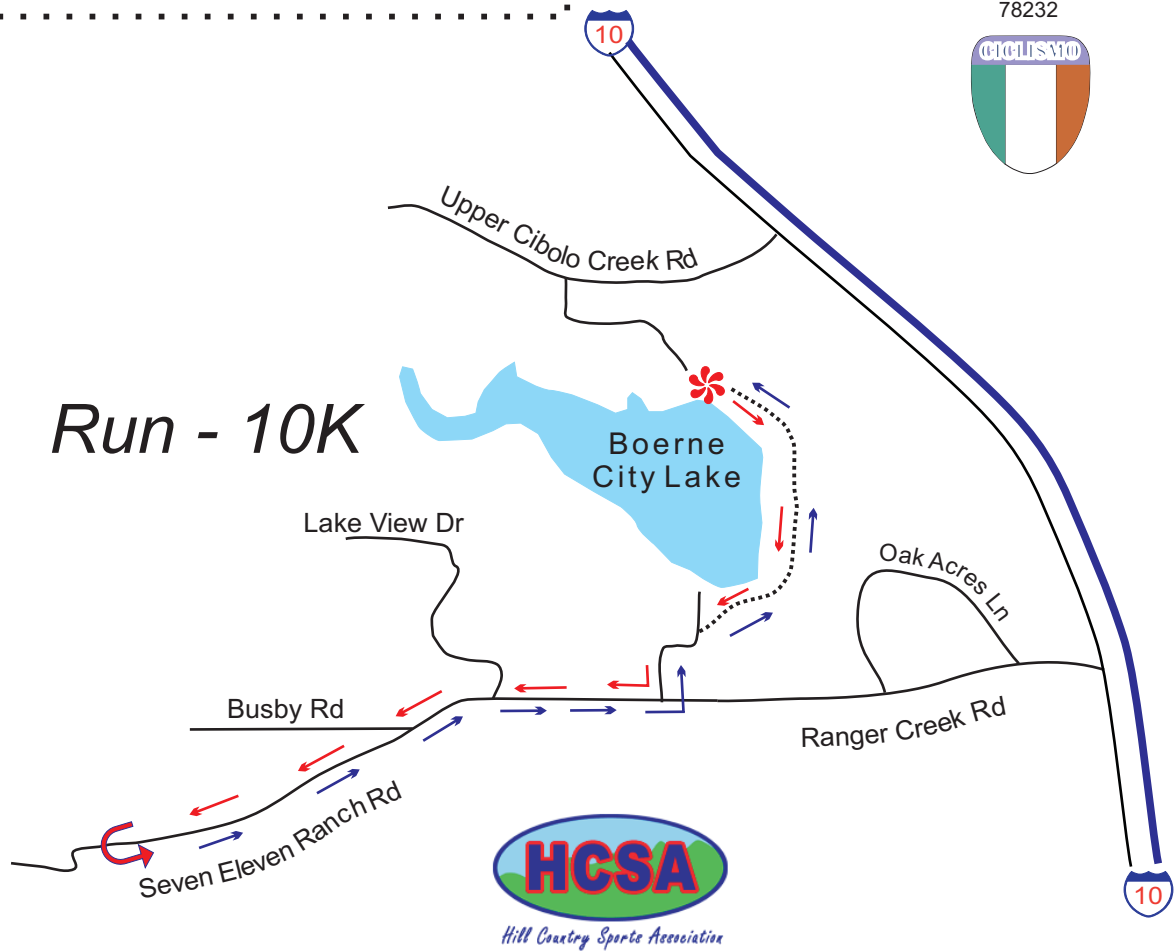 78232
10
CICLISMO
Upper Cibolo Creek Rd
Run - 10K
Boerne
City Lake
Lake View Dr
Oak Acres Ln
Busby Rd
Ranger Creek Rd
Seven Eleven Ranch Rd
HCSA
Hill Country Sports Association
10